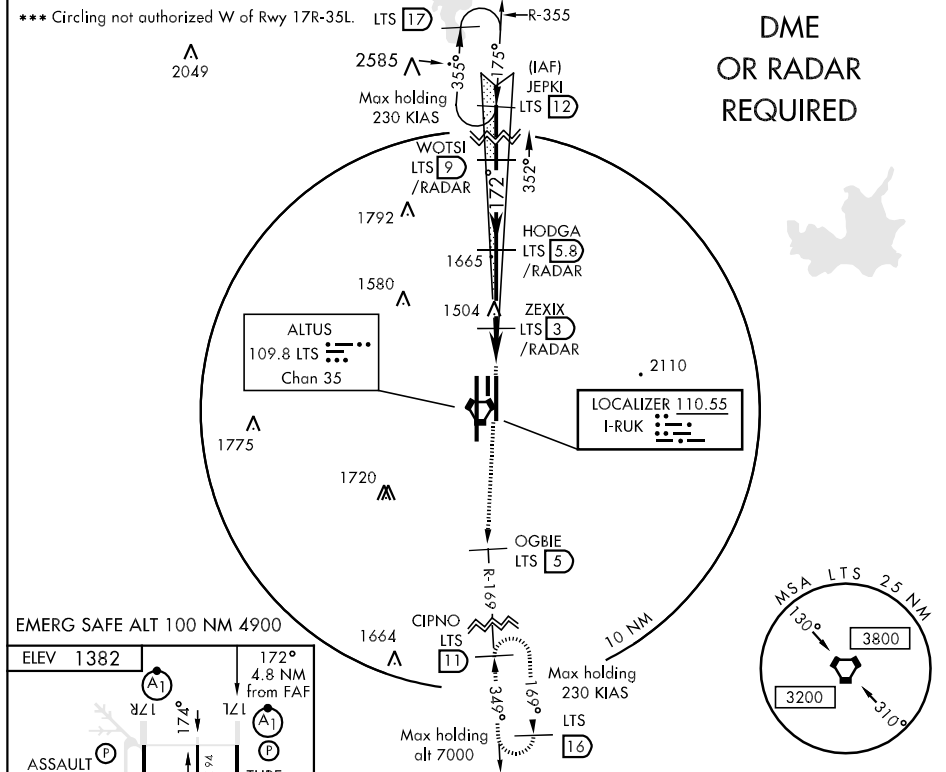 *** Circling not authorized W of Rwy 17R-35L.
LTS 17
R-355
DME
OR RADAR
REQUIRED
2049
2585
355°
175°
(IAF)
JEPKI
LTS 12
Max holding
230 KIAS
WOTSI
LTS 9
/RADAR
172°
352°
1792
HODGA
LTS 5.8
/RADAR
1665
1580
1504
ZEXIX
LTS 3
/RADAR
ALTUS
109.8 LTS
Chan 35
2110
LOCALIZER 110.55
I-RUK
1775
1720
OGBIE
LTS 5
R-169
CIPNO
LTS
11
10 NM
1664
349°
169°
Max holding
230 KIAS
LTS
16
Max holding
alt 7000
MSA LTS 25 NM
130°
3800
3200
310°
EMERG SAFE ALT 100 NM 4900
ELEV 1382
172°
4.8 NM
from FAF
A1
17R
174°
17L
A1
P
ASSAULT
P
94